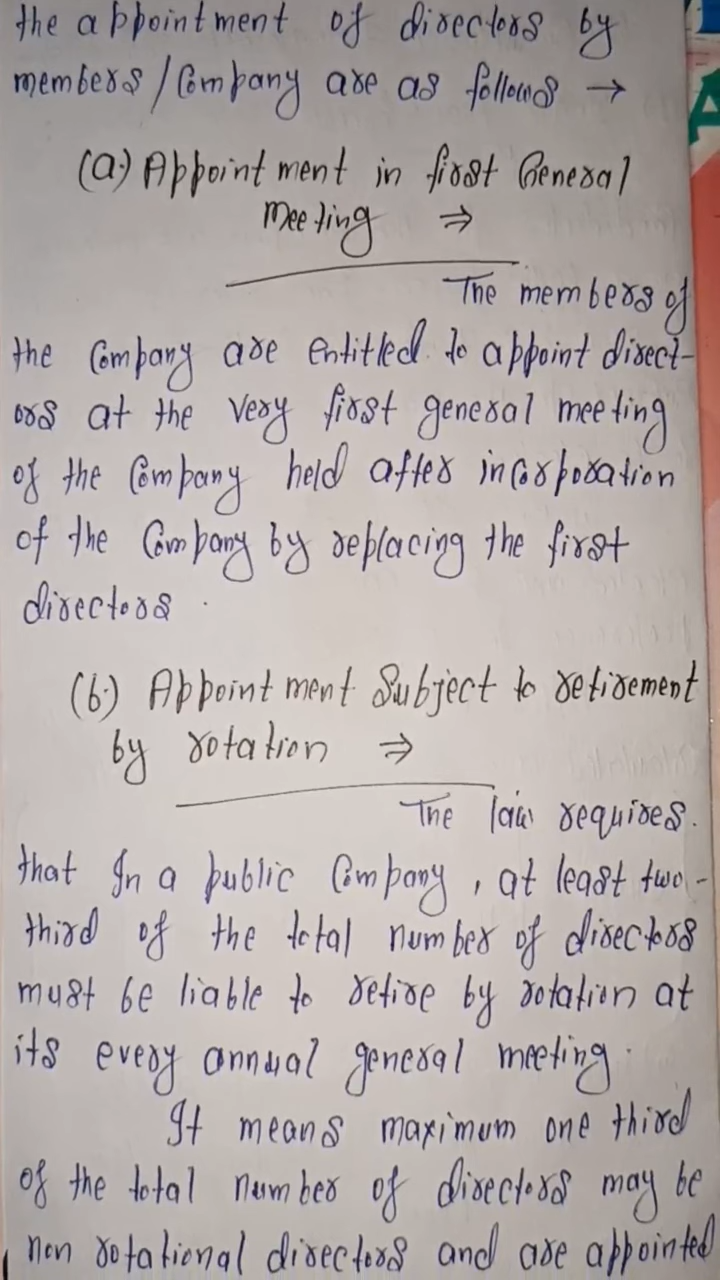 the appointment of directors by
members/Company are as follows →
(a) Appointment in first General
Meeting ⇒
The members of
the Company are entitled to appoint direct-
ors at the very first general meeting
of the Company held after incorporation
of the Company by replacing the first
directors.
(b) Appointment Subject to retirement
by rotation ⇒
The law requires.
that In a public Company, at least two-
third of the total number of directors
must be liable to retire by rotation at
its every annual general meeting.
It means maximum one third
of the total number of directors may be
non rotational directors and are appointed